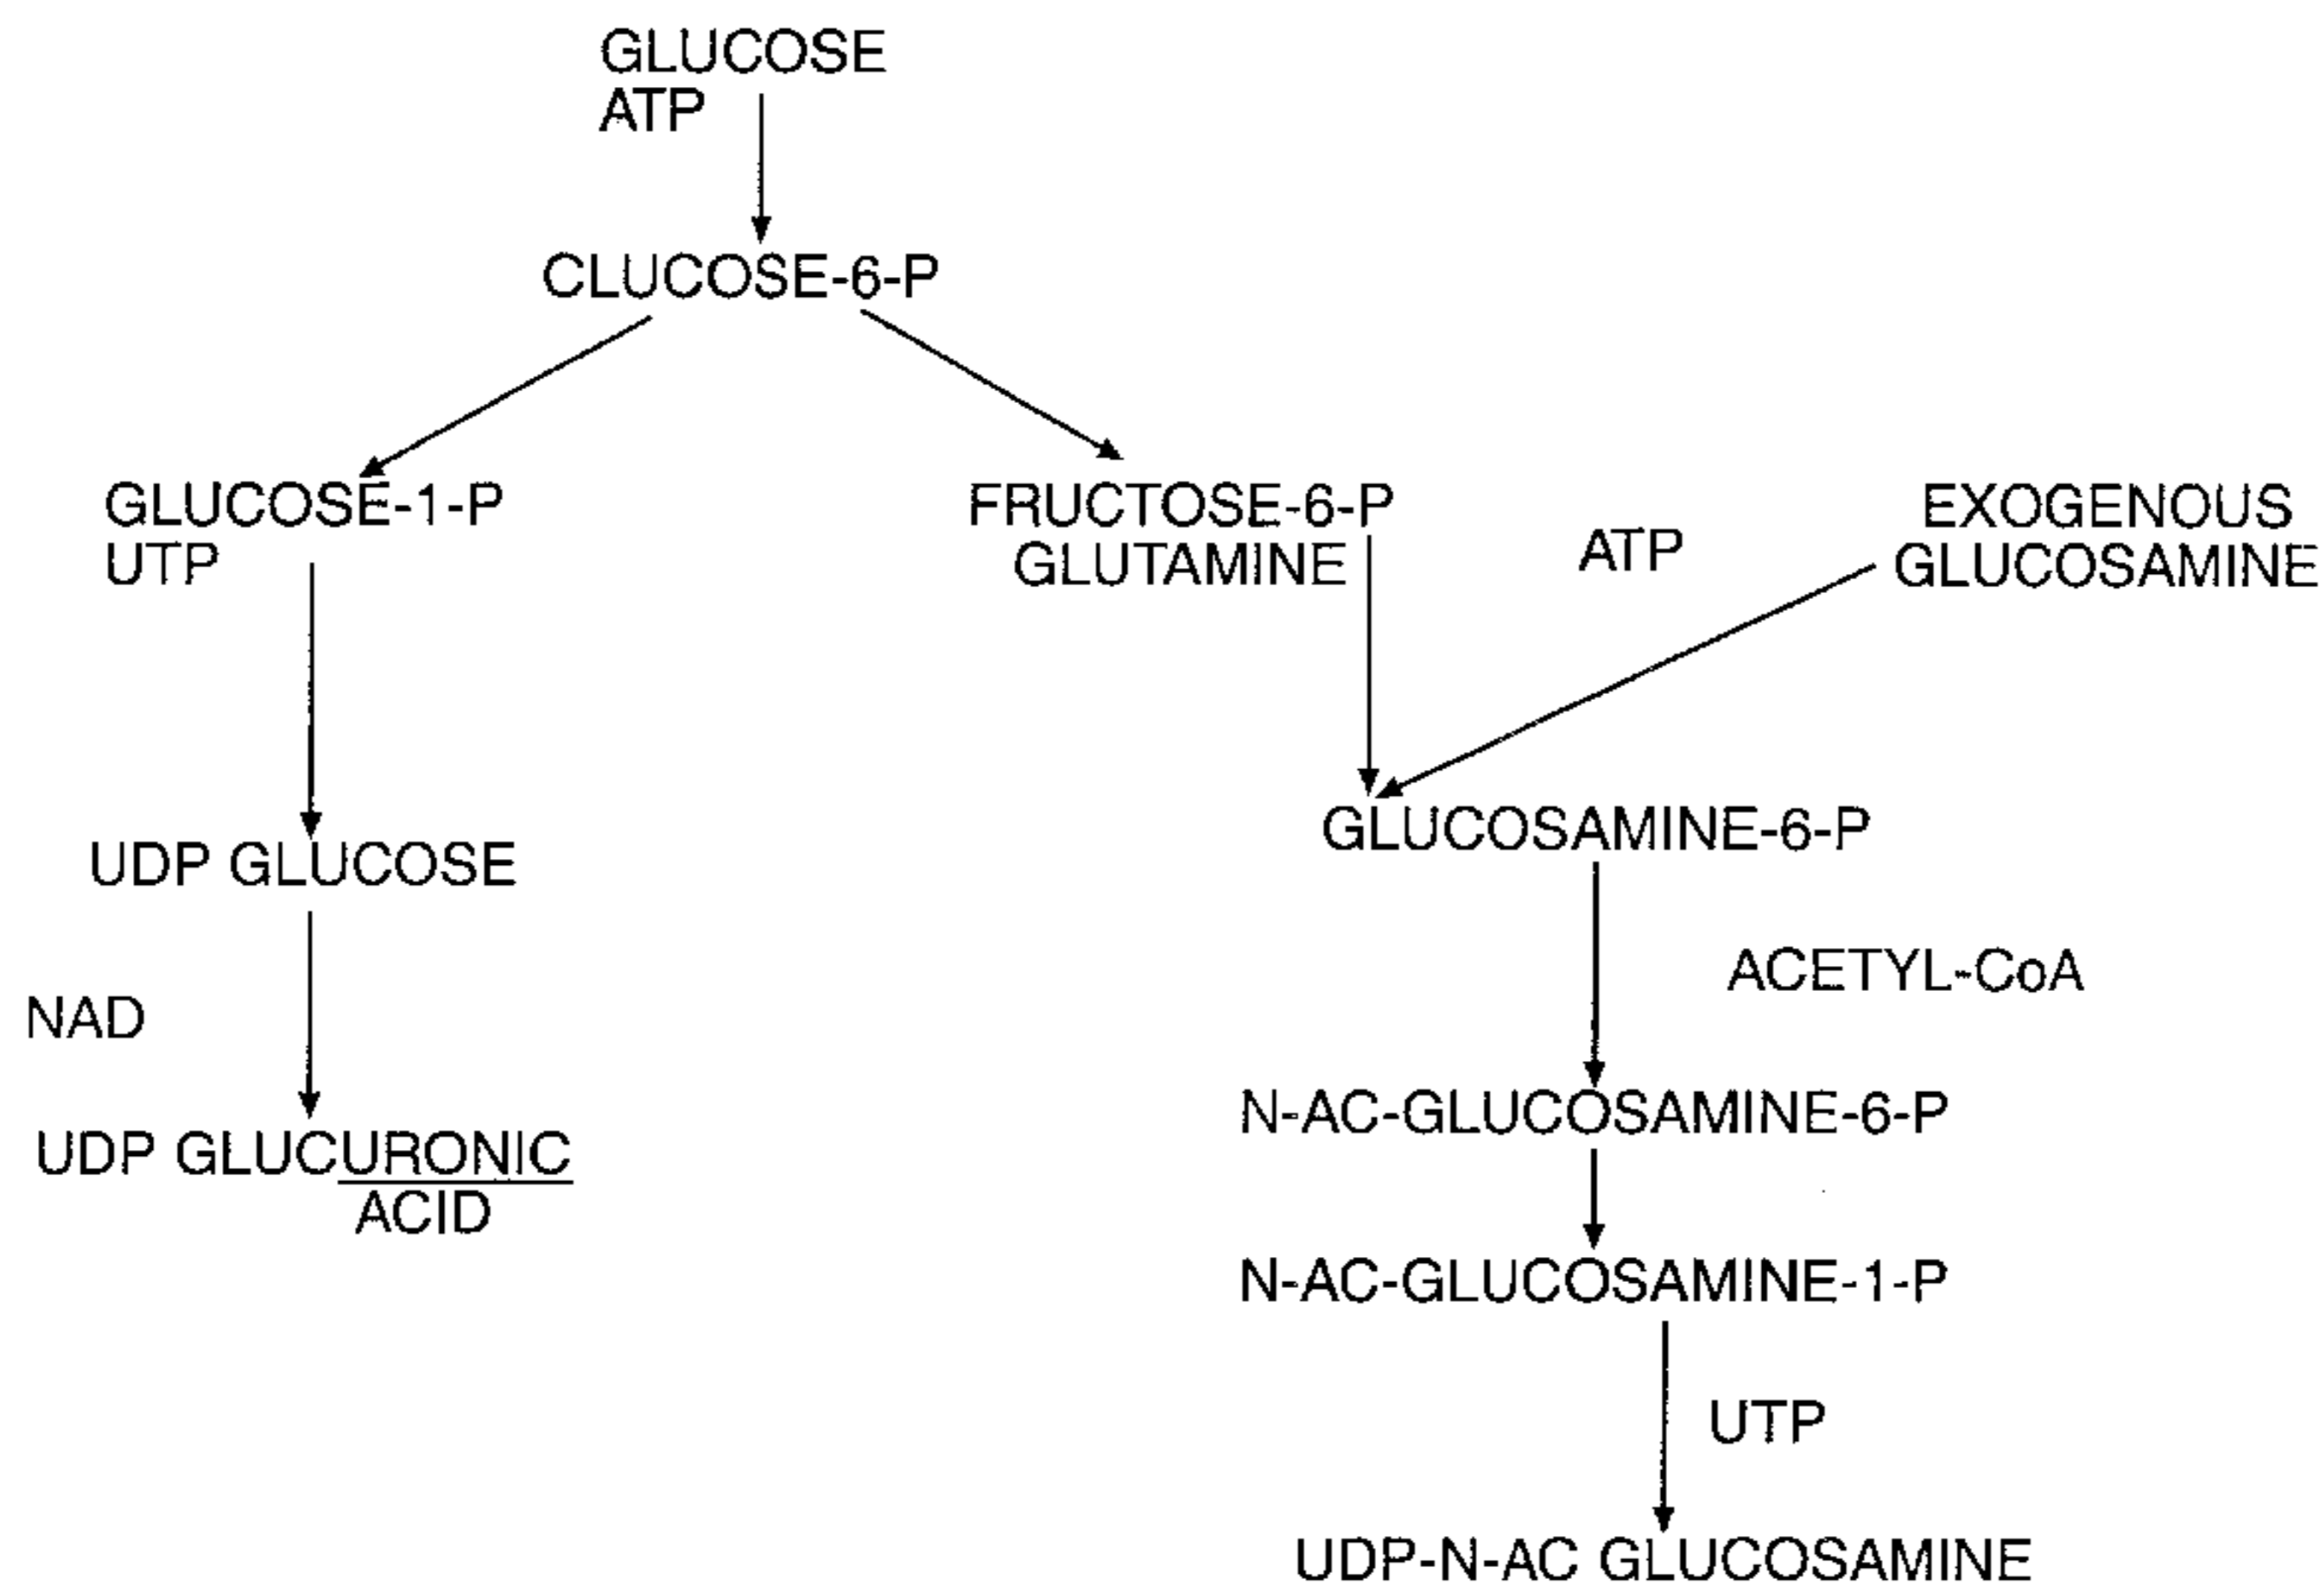 GLUCOSE
ATP
CLUCOSE-6-P
GLUCOSE-1-P
UTP
FRUCTOSE-6-P
GLUTAMINE
ATP
EXOGENOUS
GLUCOSAMINE
GLUCOSAMINE-6-P
UDP GLUCOSE
ACETYL-CoA
NAD
N-AC-GLUCOSAMINE-6-P
UDP GLUCURONIC
ACID
N-AC-GLUCOSAMINE-1-P
UTP
UDP-N-AC GLUCOSAMINE